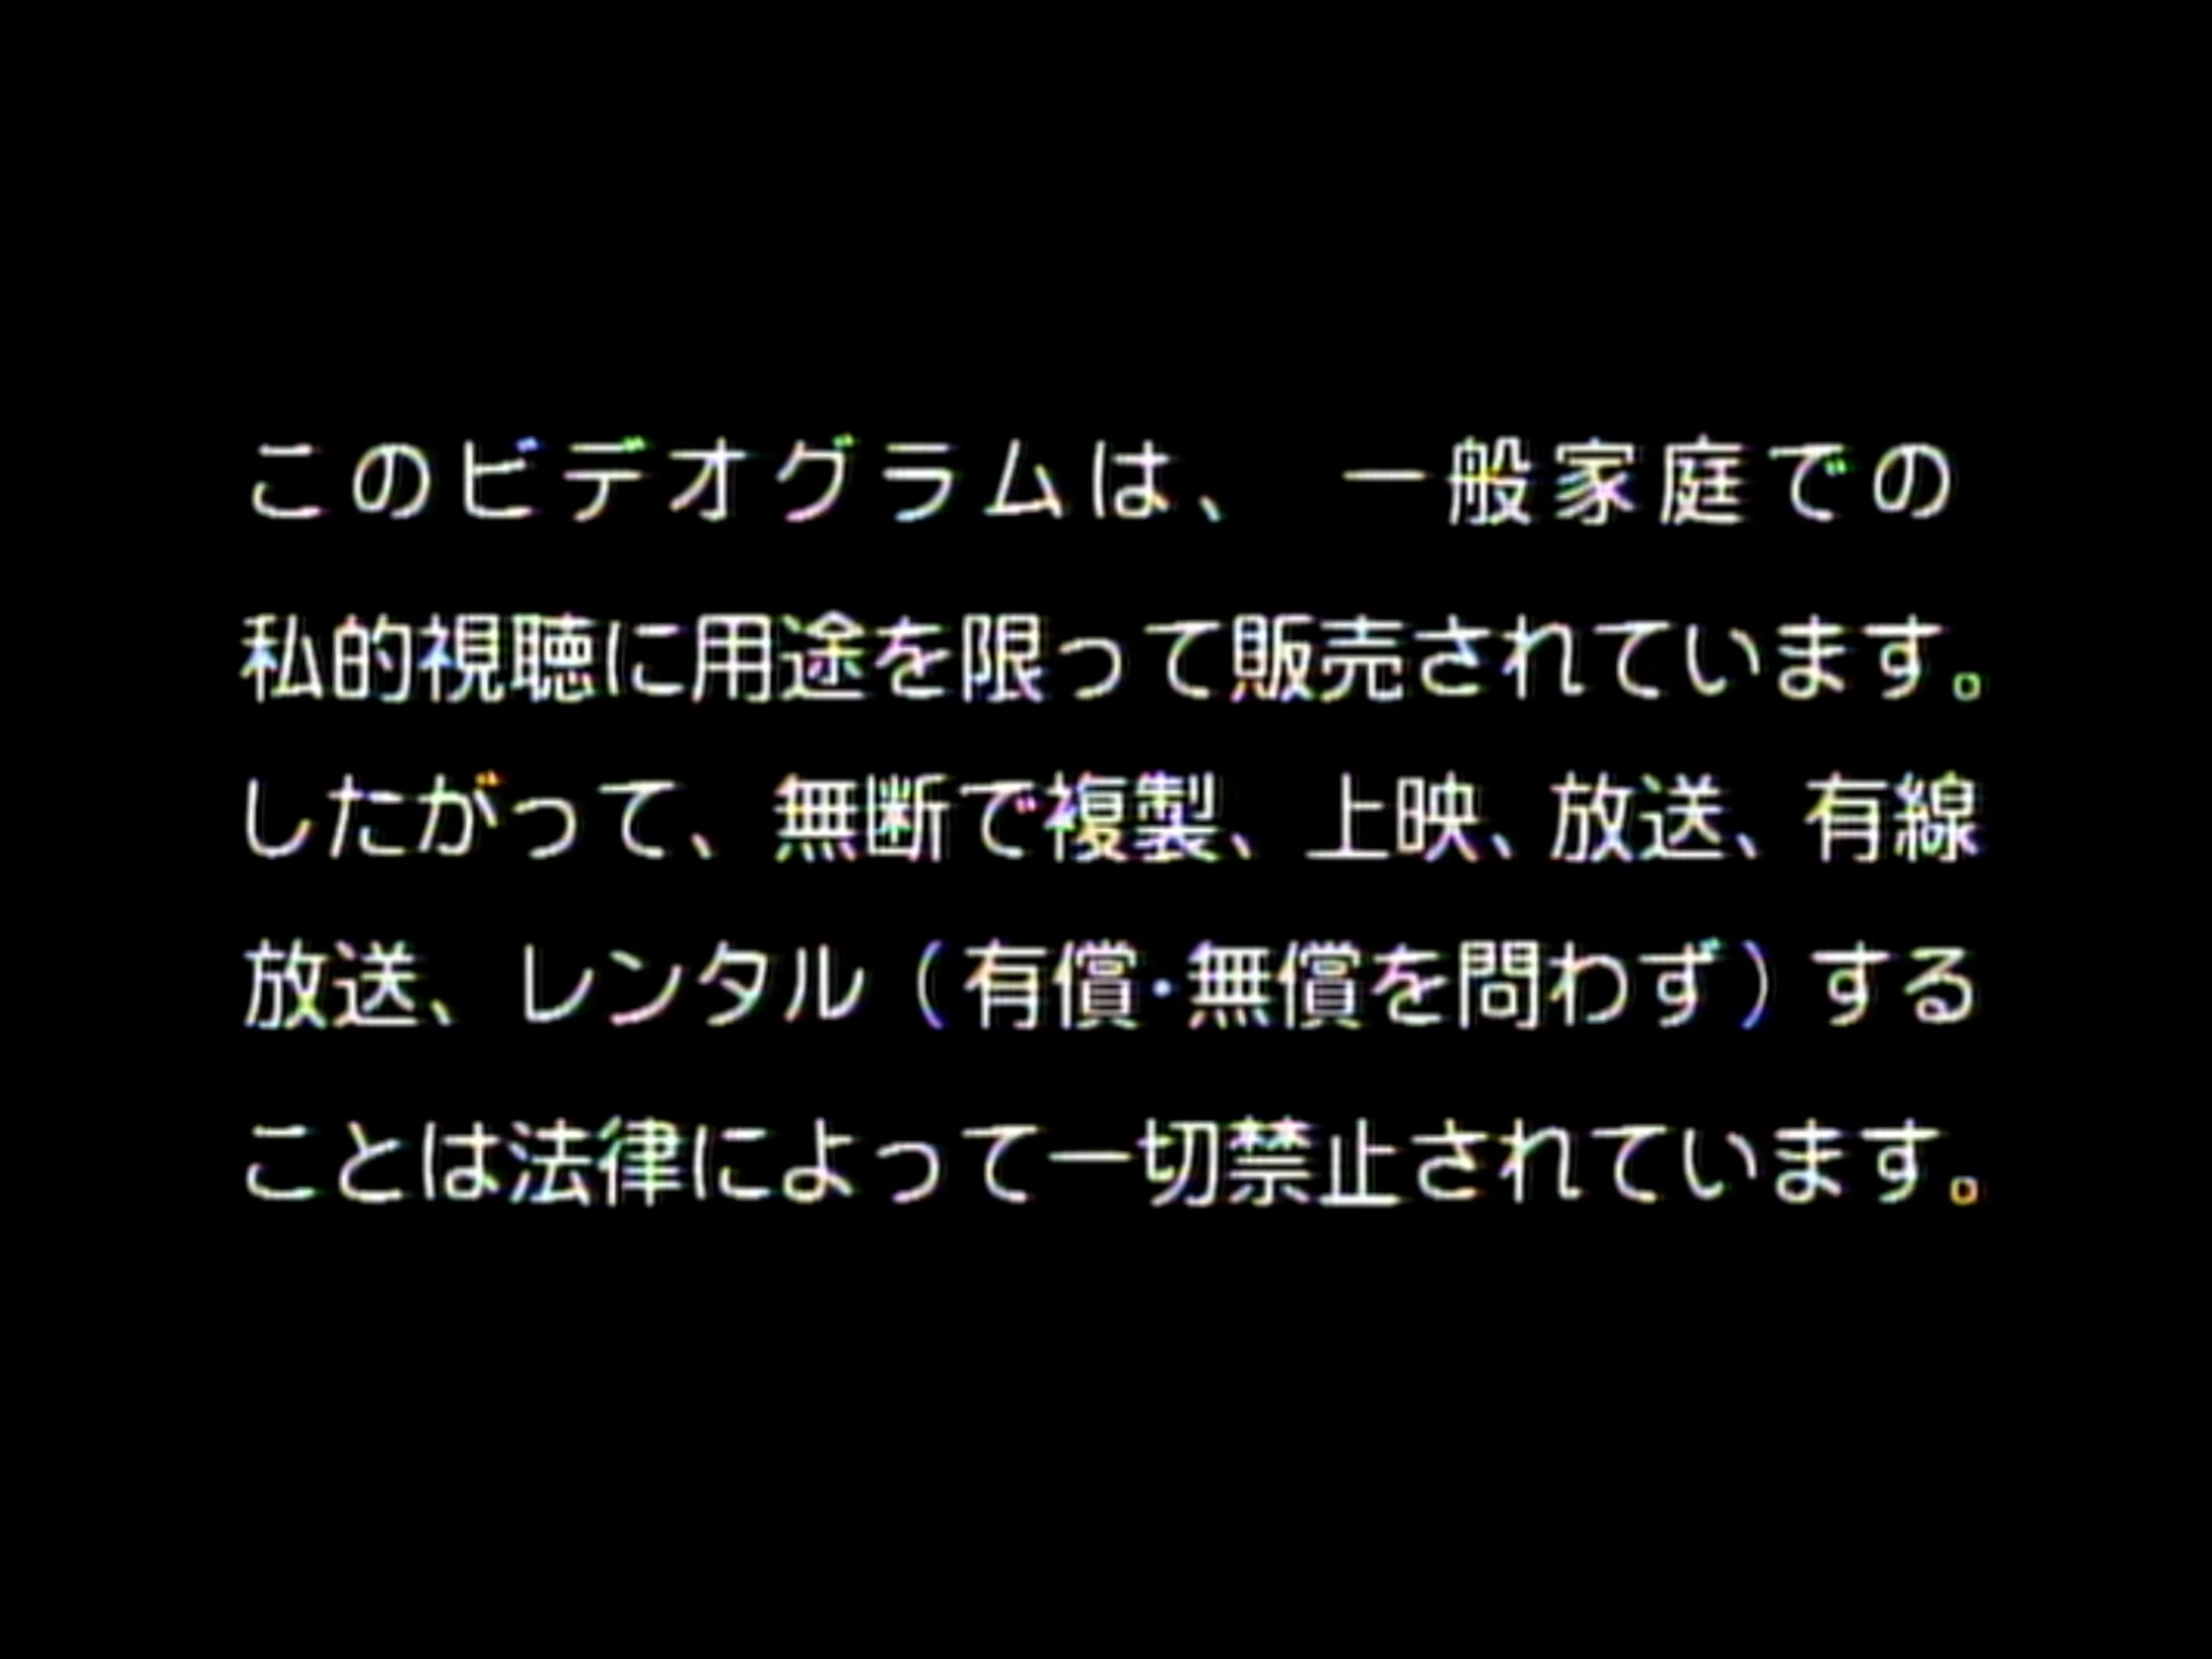 このビデオグラムは、一般家庭での
私的視聴に用途を限って販売されています。
したがって、無断で複製、上映、放送、有線
放送、レンタル（有償・無償を問わず）する
ことは法律によって一切禁止されています。